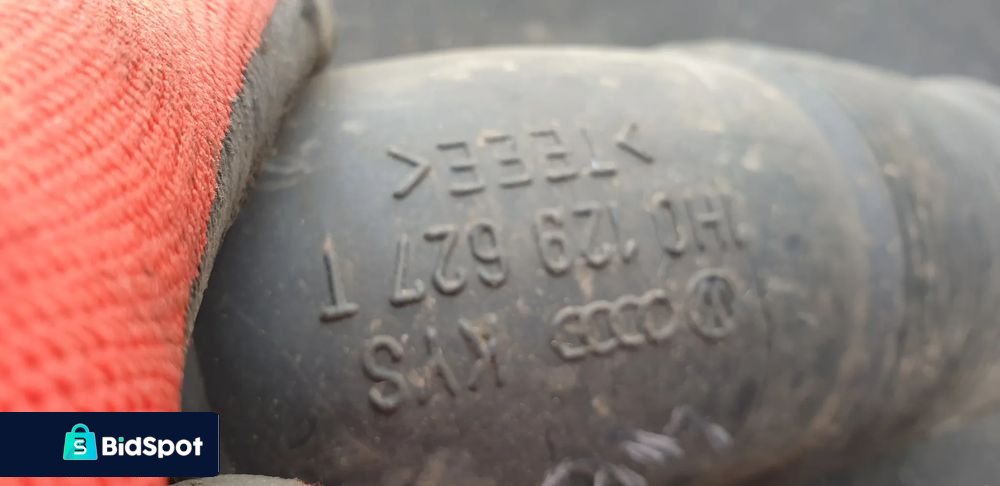 KVS
1H0 129 627 T
>TEEE<
BidSpot